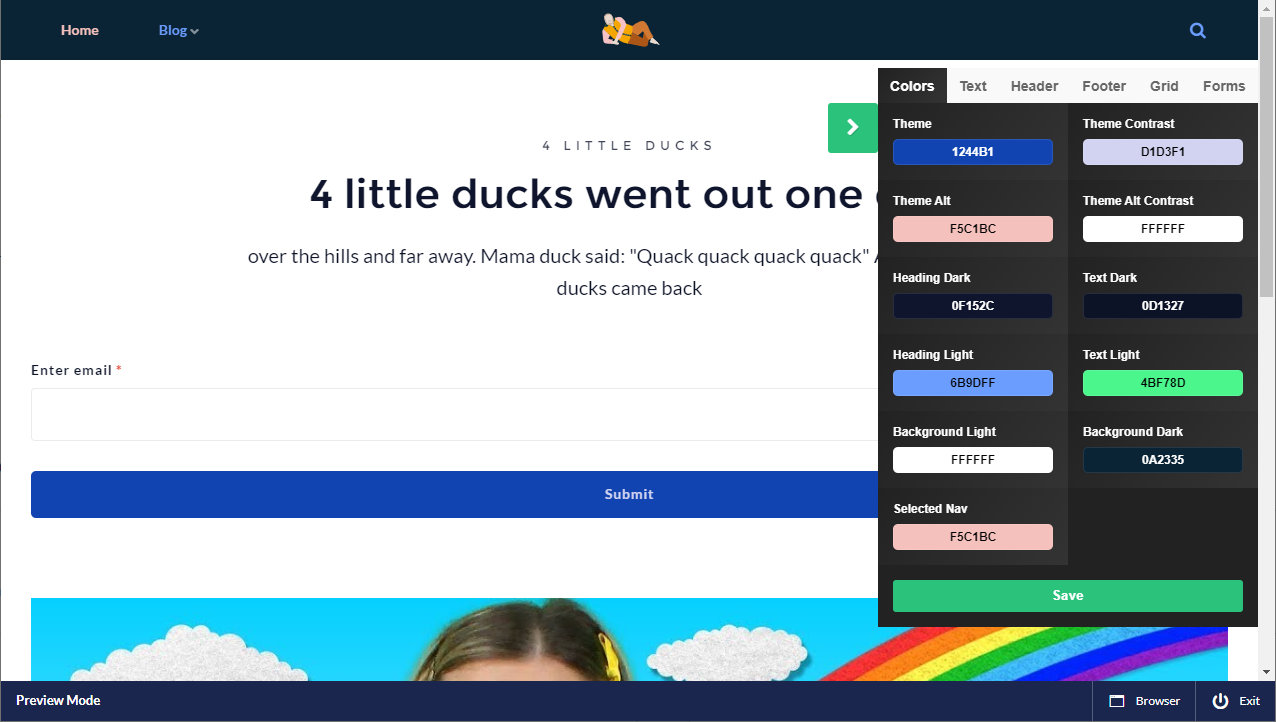 Home Blog
Colors Text Header Footer Grid Forms
4 LITTLE DUCKS
4 little ducks went out one
over the hills and far away. Mama duck said: "Quack quack quack quack"
ducks came back
Enter email *
Submit
Theme Theme Contrast
1244B1 D1D3F1
Theme Alt Theme Alt Contrast
F5C1BC FFFFFF
Heading Dark Text Dark
0F152C 0D1327
Heading Light Text Light
6B9DFF 4BF78D
Background Light Background Dark
FFFFFF 0A2335
Selected Nav
F5C1BC
Save
Preview Mode Browser Exit